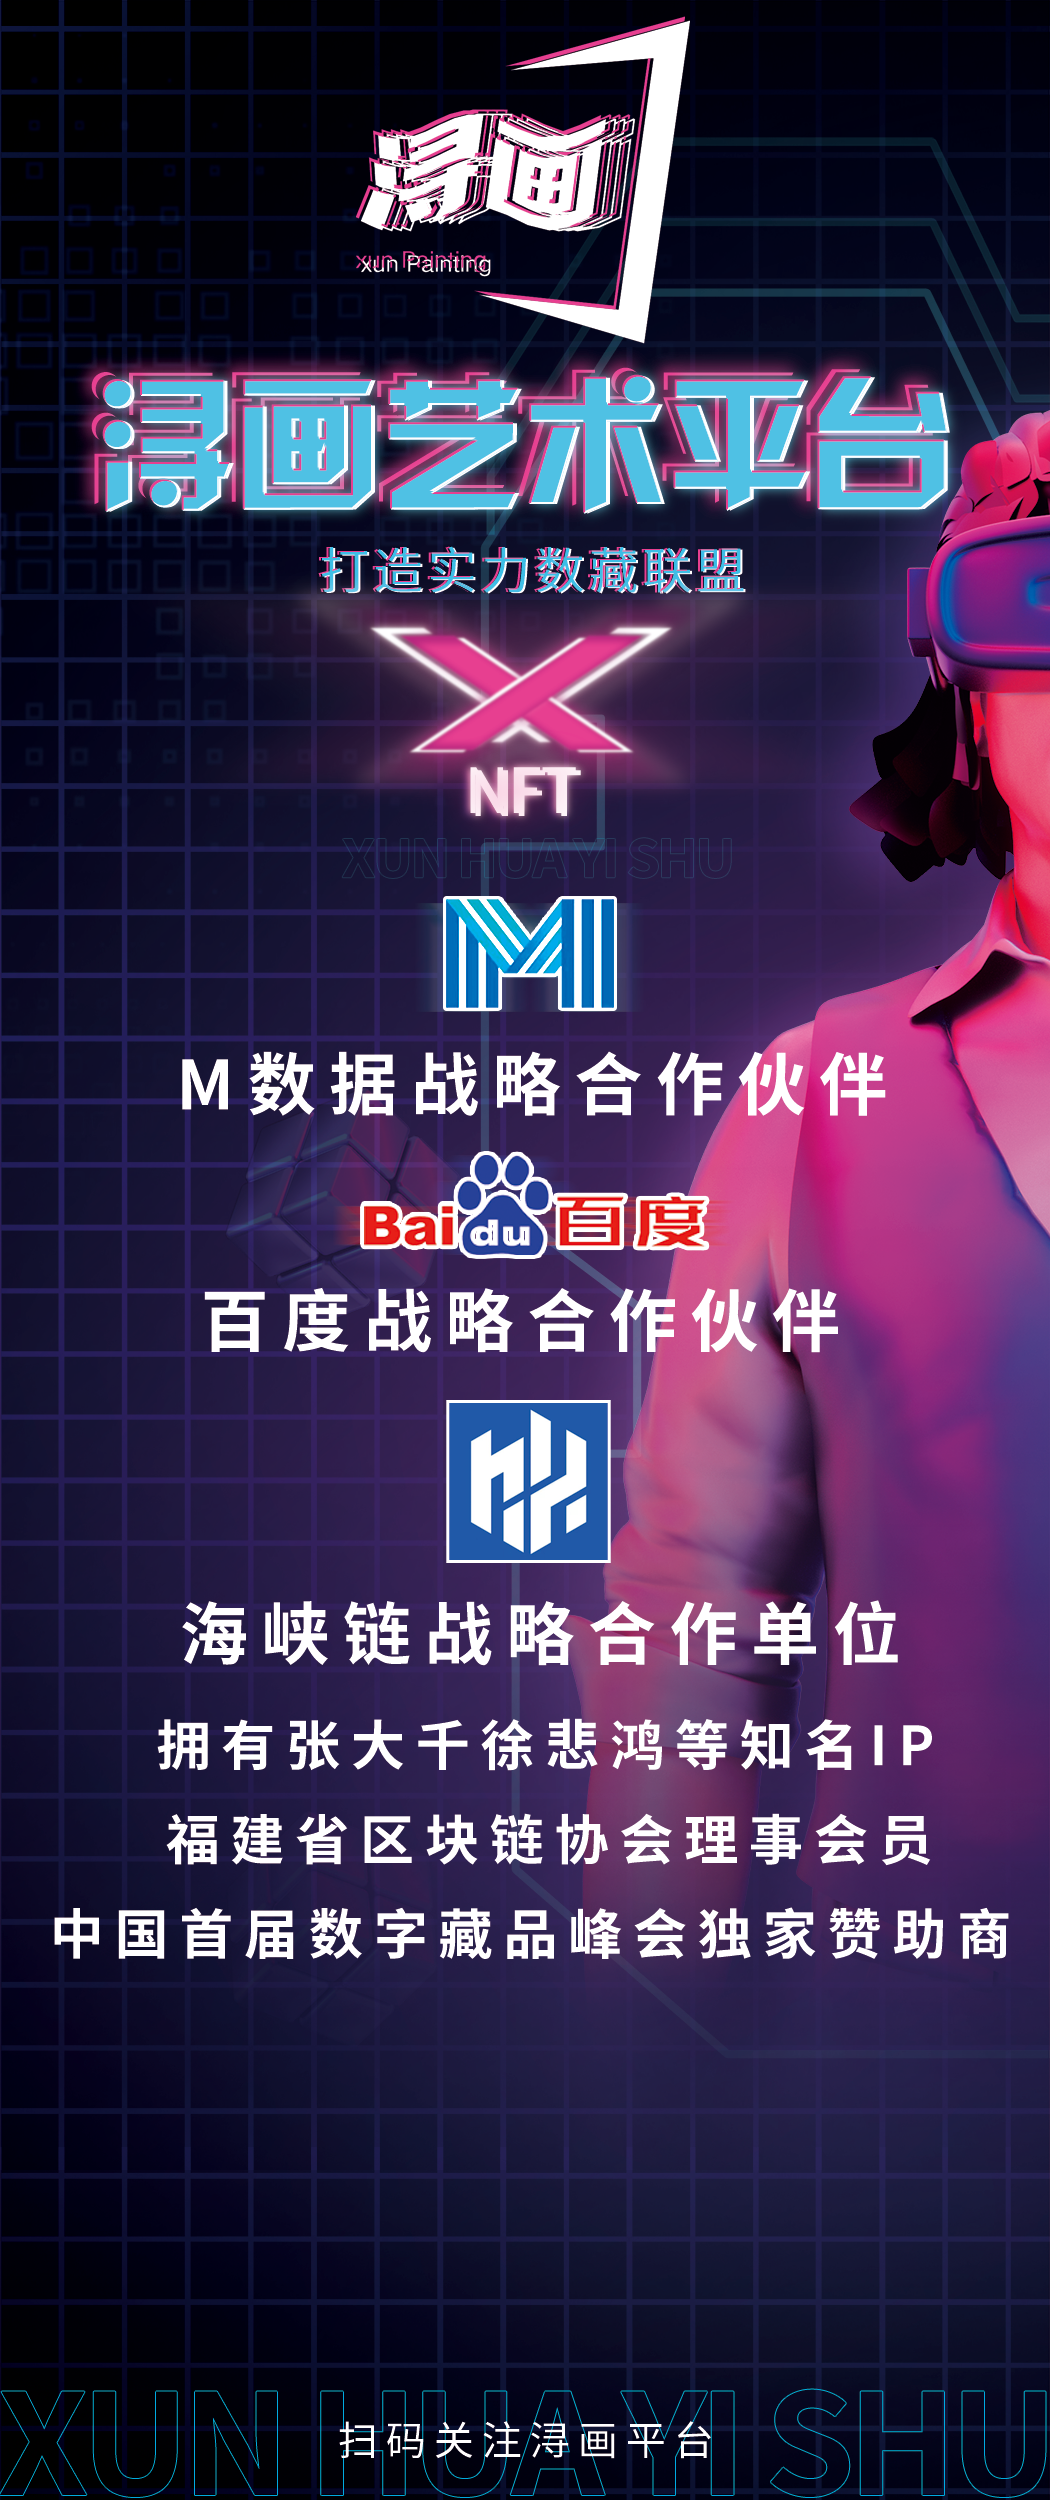 浔画
xun Painting
浔画艺术平台
打造实力数藏联盟
X
NFT
XUN HUA YI SHU
M
M数据战略合作伙伴
Bai du 百度
百度战略合作伙伴
海峡链战略合作单位
拥有张大千徐悲鸿等知名IP
福建省区块链协会理事会员
中国首届数字藏品峰会独家赞助商
XUN HUA YI SHU
扫码关注浔画平台